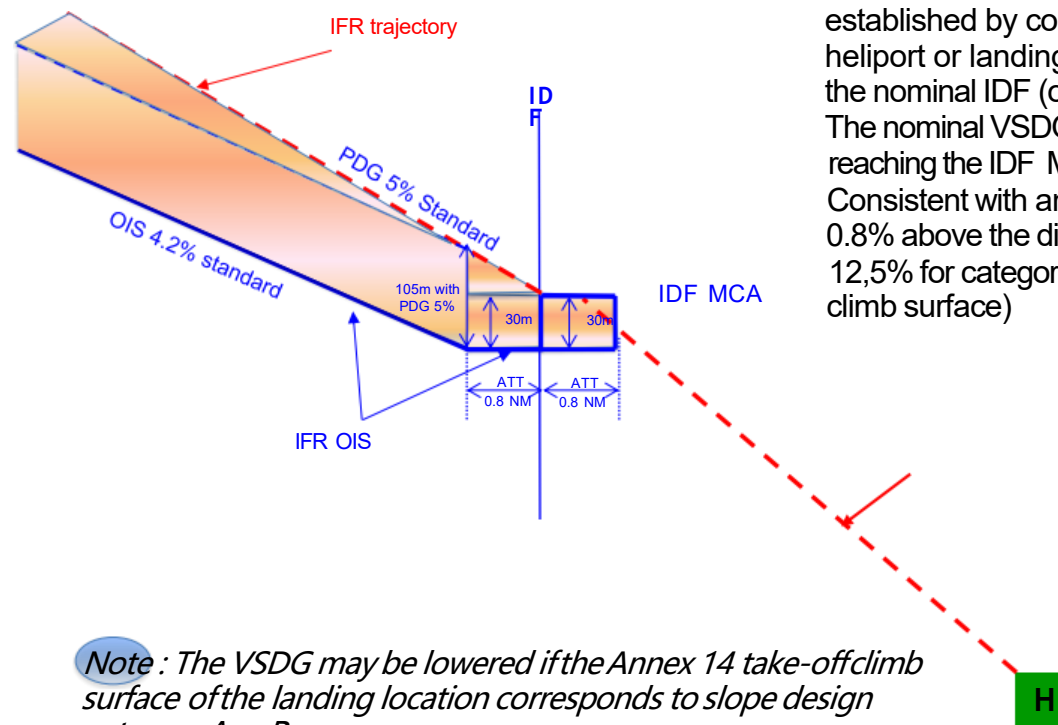 IFR trajectory
established by co
heliport or landing
the nominal IDF (o
The nominal VSDG
reaching the IDF M
Consistent with an
0.8% above the di
12,5% for categor
climb surface)
ID
F
PDG 5% Standard
OIS 4.2% standard
105m with
PDG 5%
30m
30m
IDF MCA
ATT
0.8 NM
ATT
0.8 NM
IFR OIS
Note : The VSDG may be lowered if the Annex 14 take-off climb
surface of the landing location corresponds to slope design
H